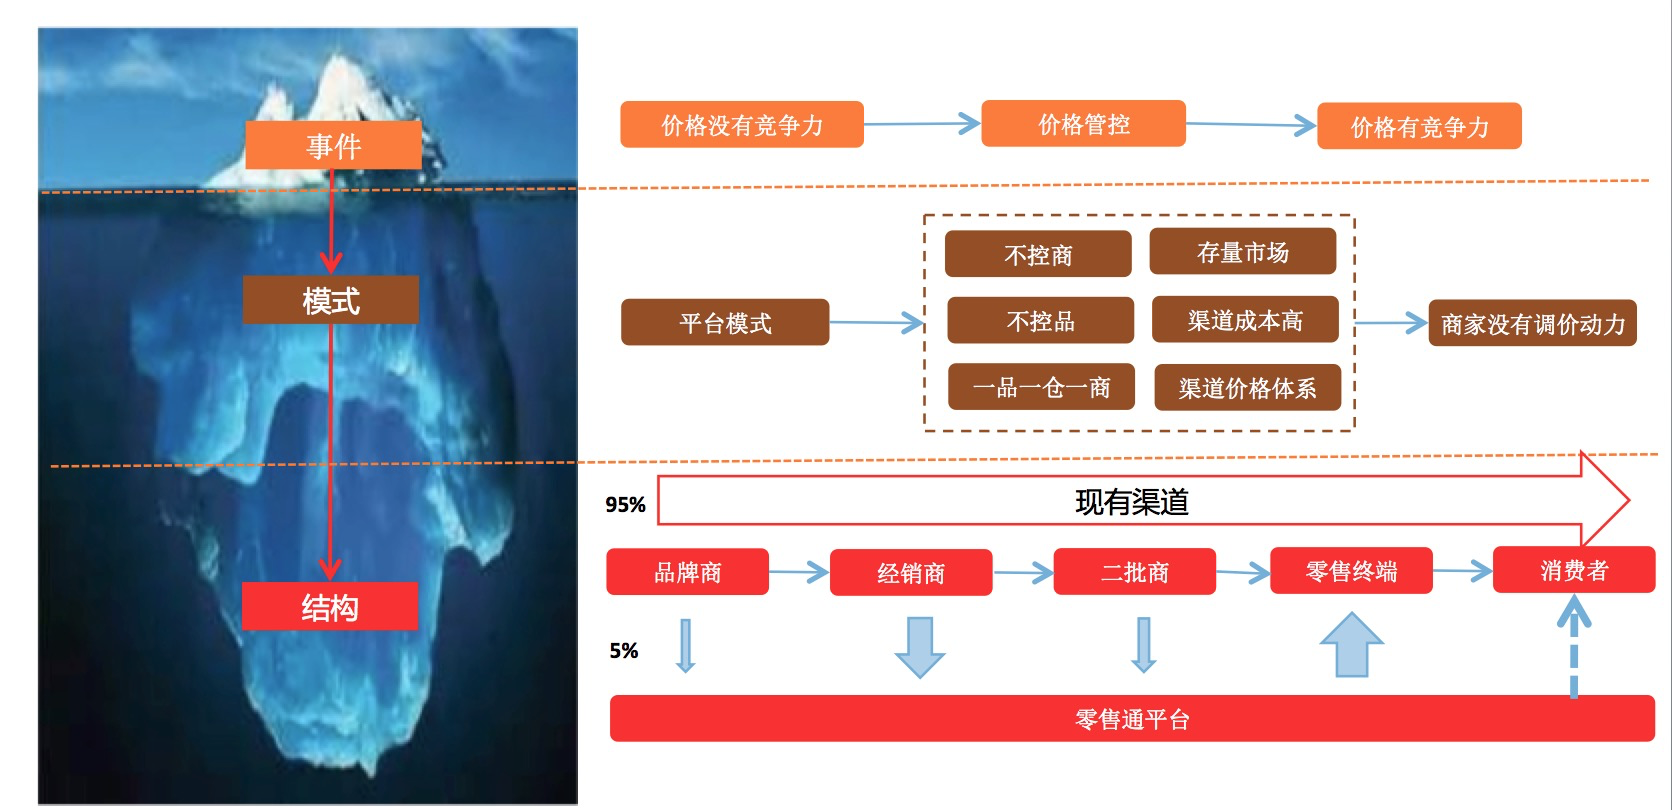 事件
价格没有竞争力
价格管控
价格有竞争力
模式
平台模式
不控商
存量市场
不控品
渠道成本高
一品一仓一商
渠道价格体系
商家没有调价动力
结构
95%
现有渠道
品牌商
经销商
二批商
零售终端
消费者
5%
零售通平台